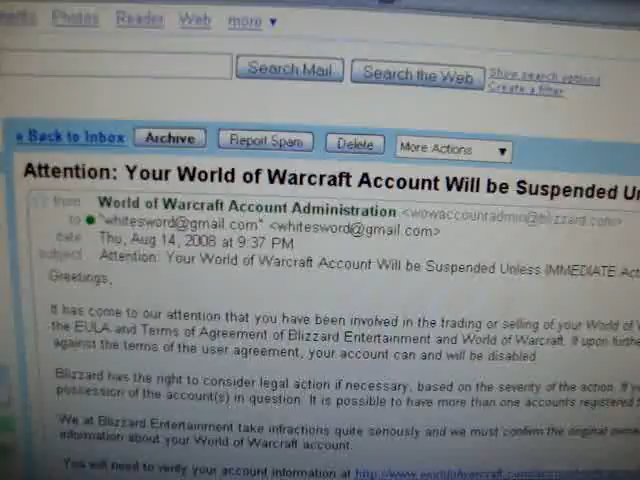 Photos Reader Web more ▼
Search Mail Search the Web Show search options
Create a filter
« Back to Inbox Archive Report Spam Delete More Actions ▼
Attention: Your World of Warcraft Account Will be Suspended
from World of Warcraft Account Administration <wowaccountadmin@blizzard.com>
to "whitesword@gmail.com" <whitesword@gmail.com>
date Thu, Aug 14, 2008 at 9:37 PM
subject Attention: Your World of Warcraft Account Will be Suspended Unless IMMEDIATE
Greetings,
It has come to our attention that you have been involved in the trading or selling of your World of
the EULA and Terms of Agreement of Blizzard Entertainment and World of Warcraft. If upon
against the terms of the user agreement, your account can and will be disabled.
Blizzard has the right to consider legal action if necessary, based on the severity of the action. If
possession of the account(s) in question. It is possible to have more than one accounts registered
We at Blizzard Entertainment take infractions quite seriously and we must confirm the original
information about your World of Warcraft account.
You will need to verify your account information at